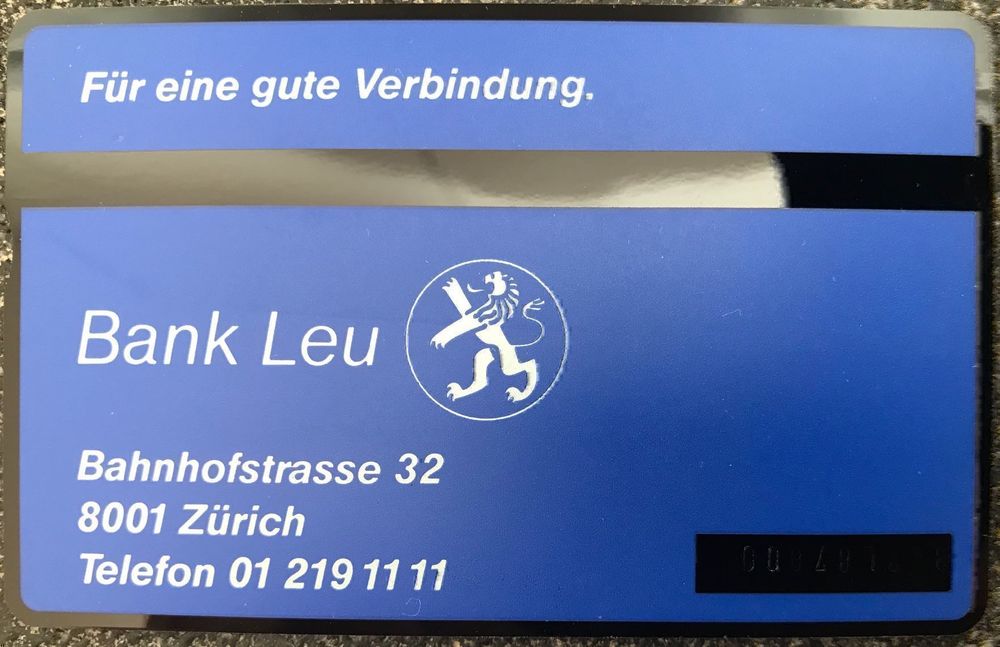 Für eine gute Verbindung.
Bank Leu
Bahnhofstrasse 32
8001 Zürich
Telefon 01 219 11 11